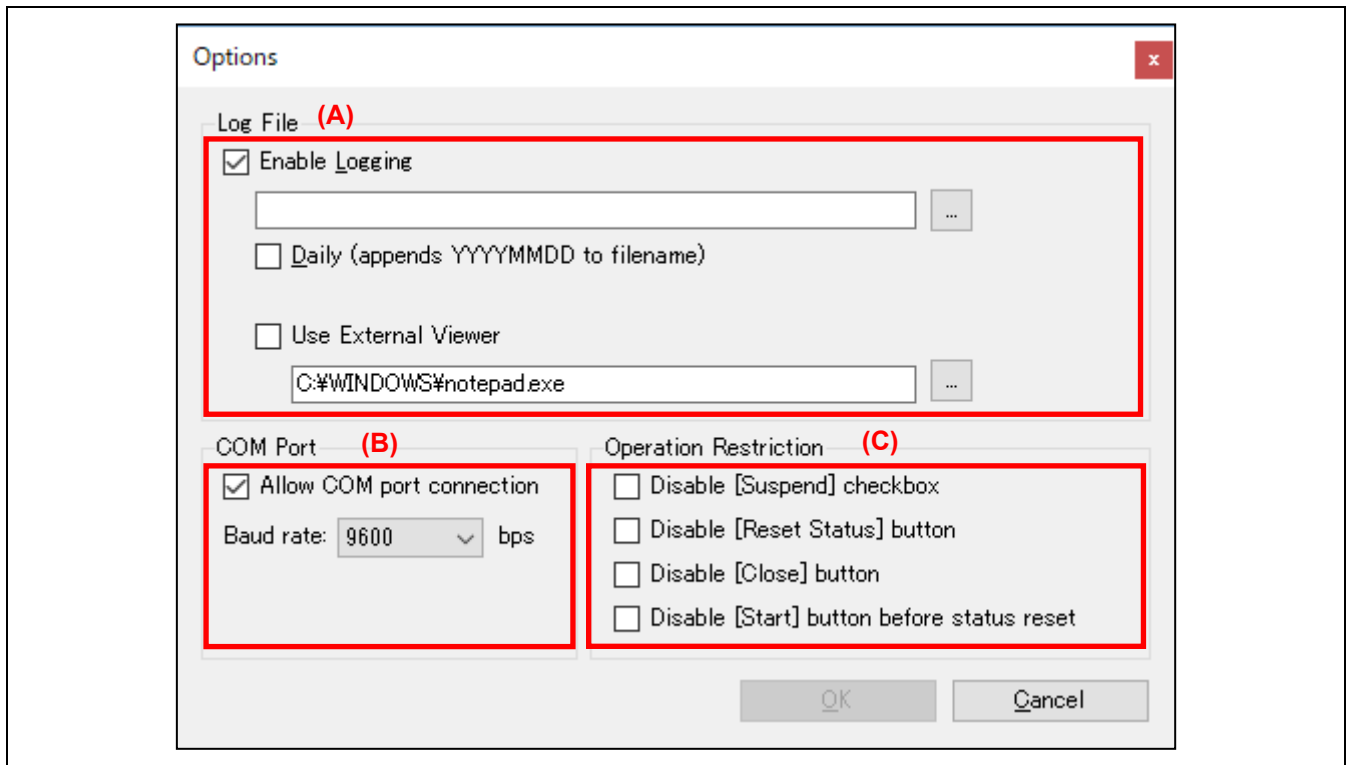 Options
x
Log File (A)
Enable Logging
...
Daily (appends YYYYMMDD to filename)
Use External Viewer
C:¥WINDOWS¥notepad.exe
...
COM Port (B)
Allow COM port connection
Baud rate: 9600 bps
Operation Restriction (C)
Disable [Suspend] checkbox
Disable [Reset Status] button
Disable [Close] button
Disable [Start] button before status reset
OK
Cancel